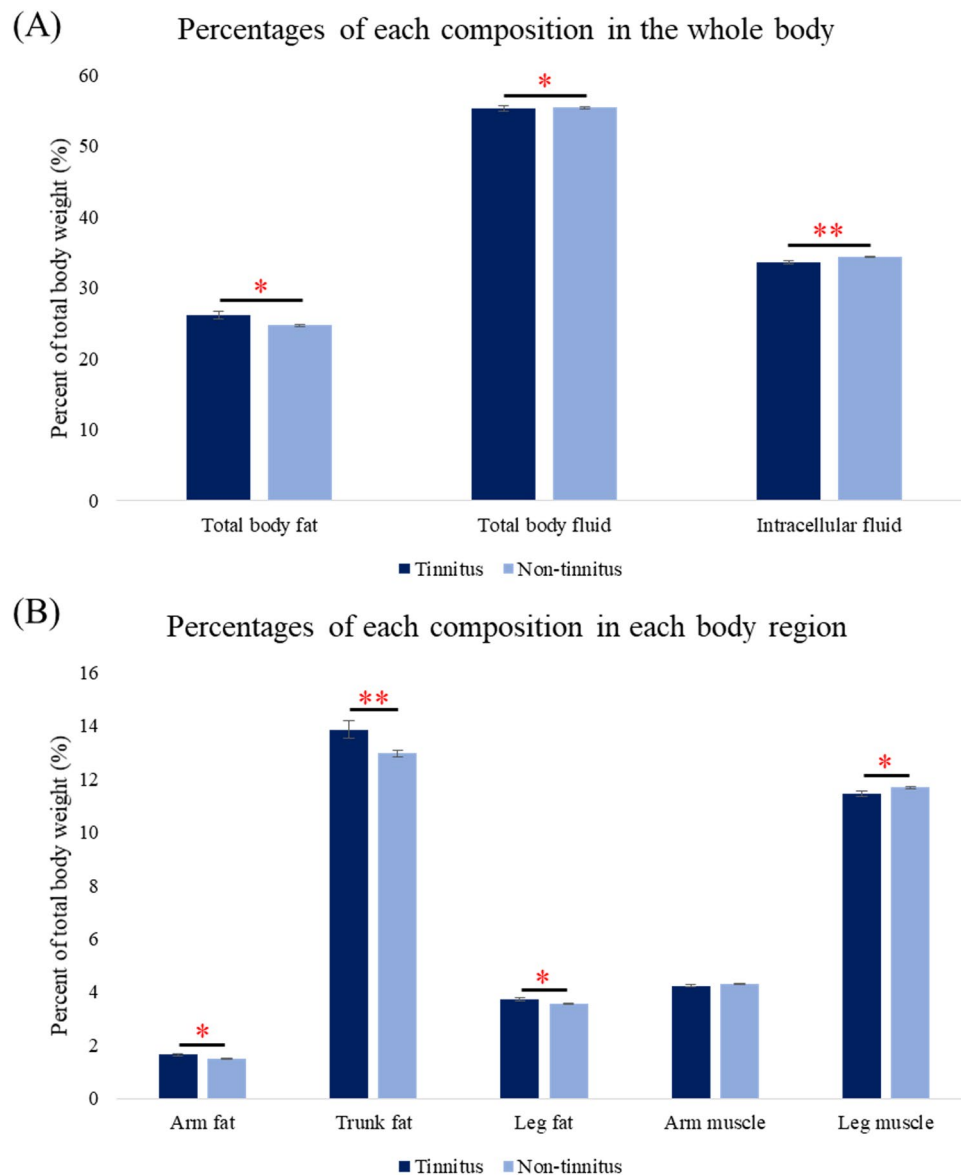 (A) Percentages of each composition in the whole body
Percent of total body weight (%)
60
50
40
30
20
10
0
*
*
**
Total body fat Total body fluid Intracellular fluid
Tinnitus Non-tinnitus
(B) Percentages of each composition in each body region
Percent of total body weight (%)
16
14
12
10
8
6
4
2
0
*
**
*
*
Arm fat Trunk fat Leg fat Arm muscle Leg muscle
Tinnitus Non-tinnitus